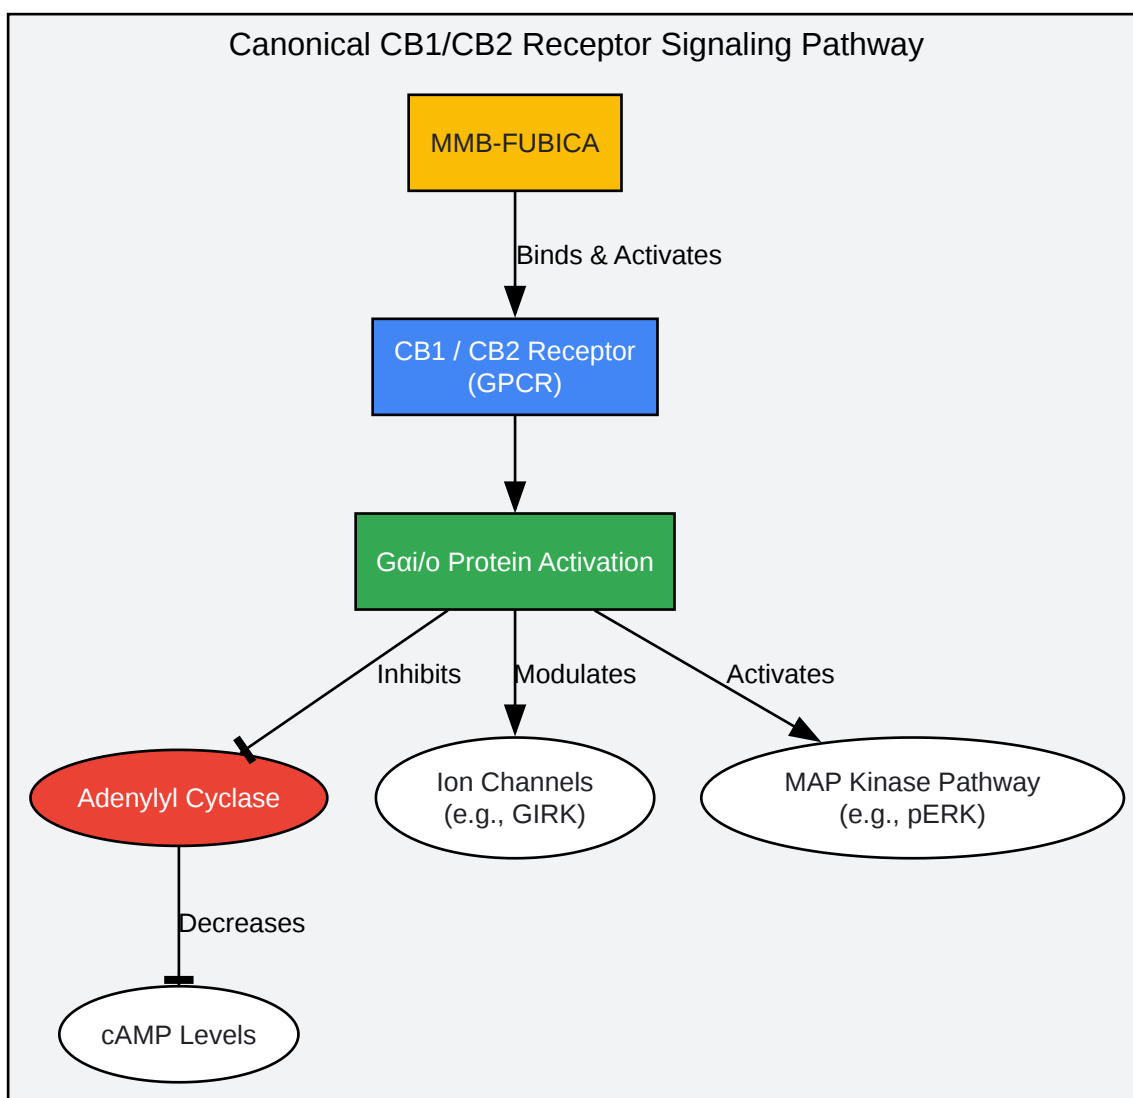 Canonical CB1/CB2 Receptor Signaling Pathway
MMB-FUBICA
Binds & Activates
CB1 / CB2 Receptor
(GPCR)
Gαi/o Protein Activation
Inhibits
Modulates
Activates
Adenylyl Cyclase
Ion Channels
(e.g., GIRK)
MAP Kinase Pathway
(e.g., pERK)
Decreases
cAMP Levels